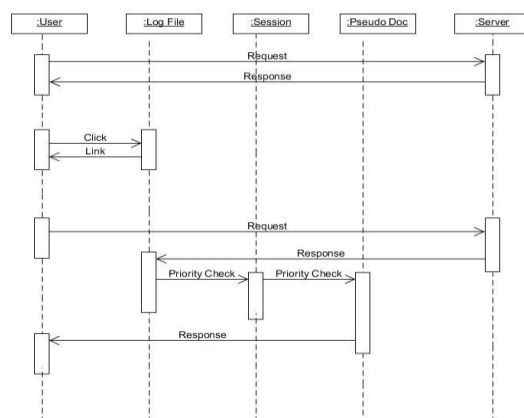 :User
:Log File
:Session
:Pseudo Doc
:Server
Request
Response
Click
Link
Request
Response
Priority Check
Priority Check
Response